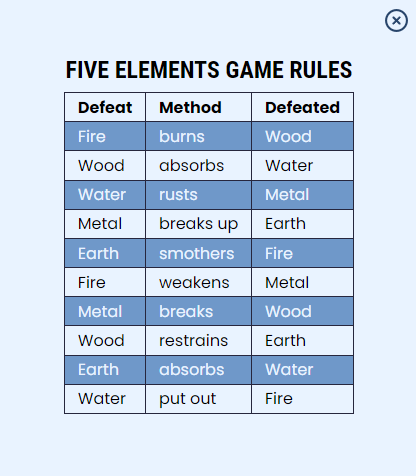 FIVE ELEMENTS GAME RULES
Defeat Method Defeated
Fire burns Wood
Wood absorbs Water
Water rusts Metal
Metal breaks up Earth
Earth smothers Fire
Fire weakens Metal
Metal breaks Wood
Wood restrains Earth
Earth absorbs Water
Water put out Fire